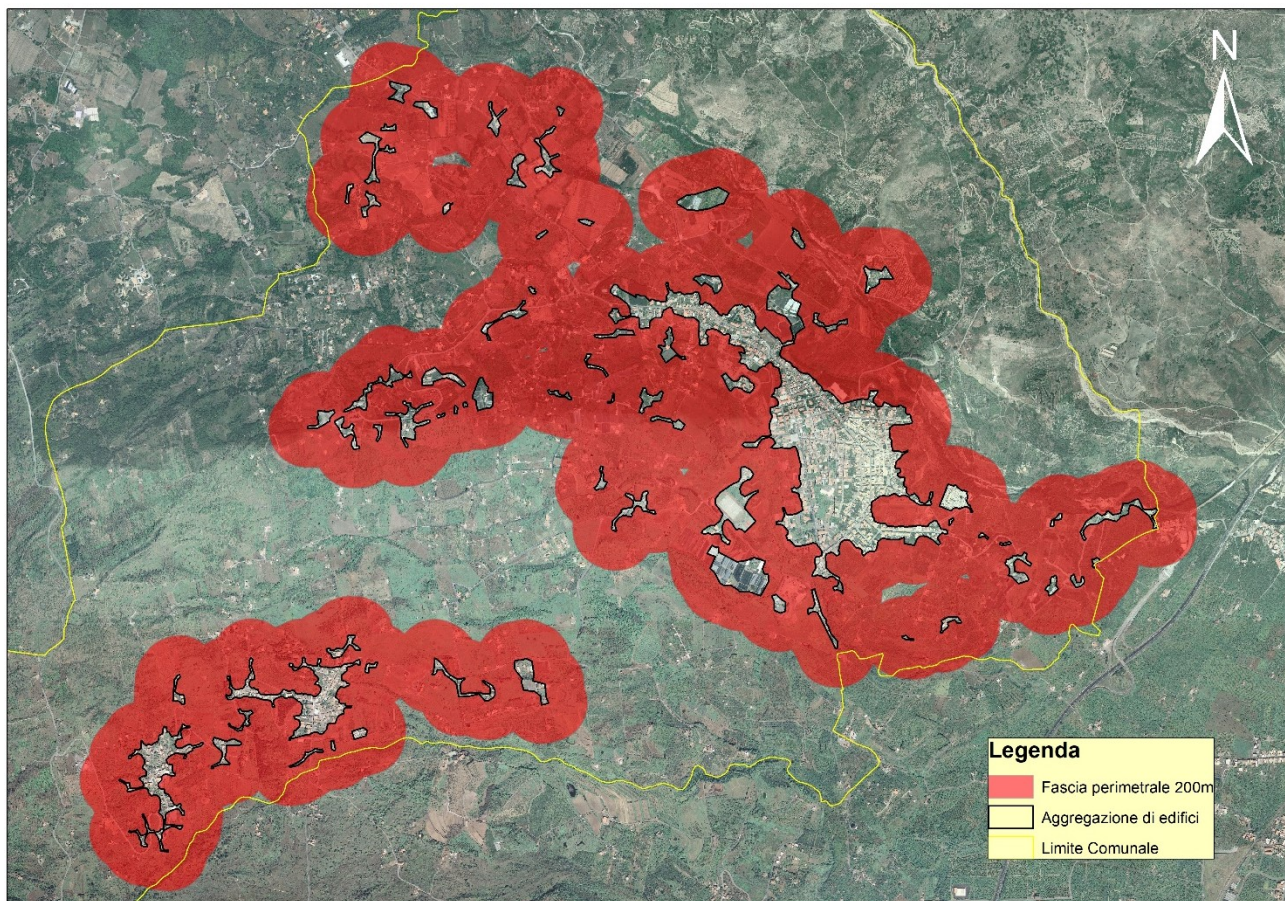 N
Legenda
Fascia perimetrale 200m
Aggregazione di edifici
Limite Comunale